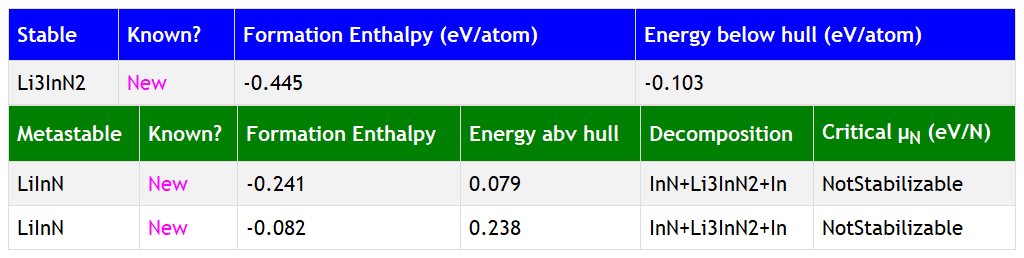 Stable Known? Formation Enthalpy (eV/atom) Energy below hull (eV/atom)
Li3InN2 New -0.445 -0.103
Metastable Known? Formation Enthalpy Energy abv hull Decomposition Critical μN (eV/N)
LiInN New -0.241 0.079 InN+Li3InN2+In NotStabilizable
LiInN New -0.082 0.238 InN+Li3InN2+In NotStabilizable